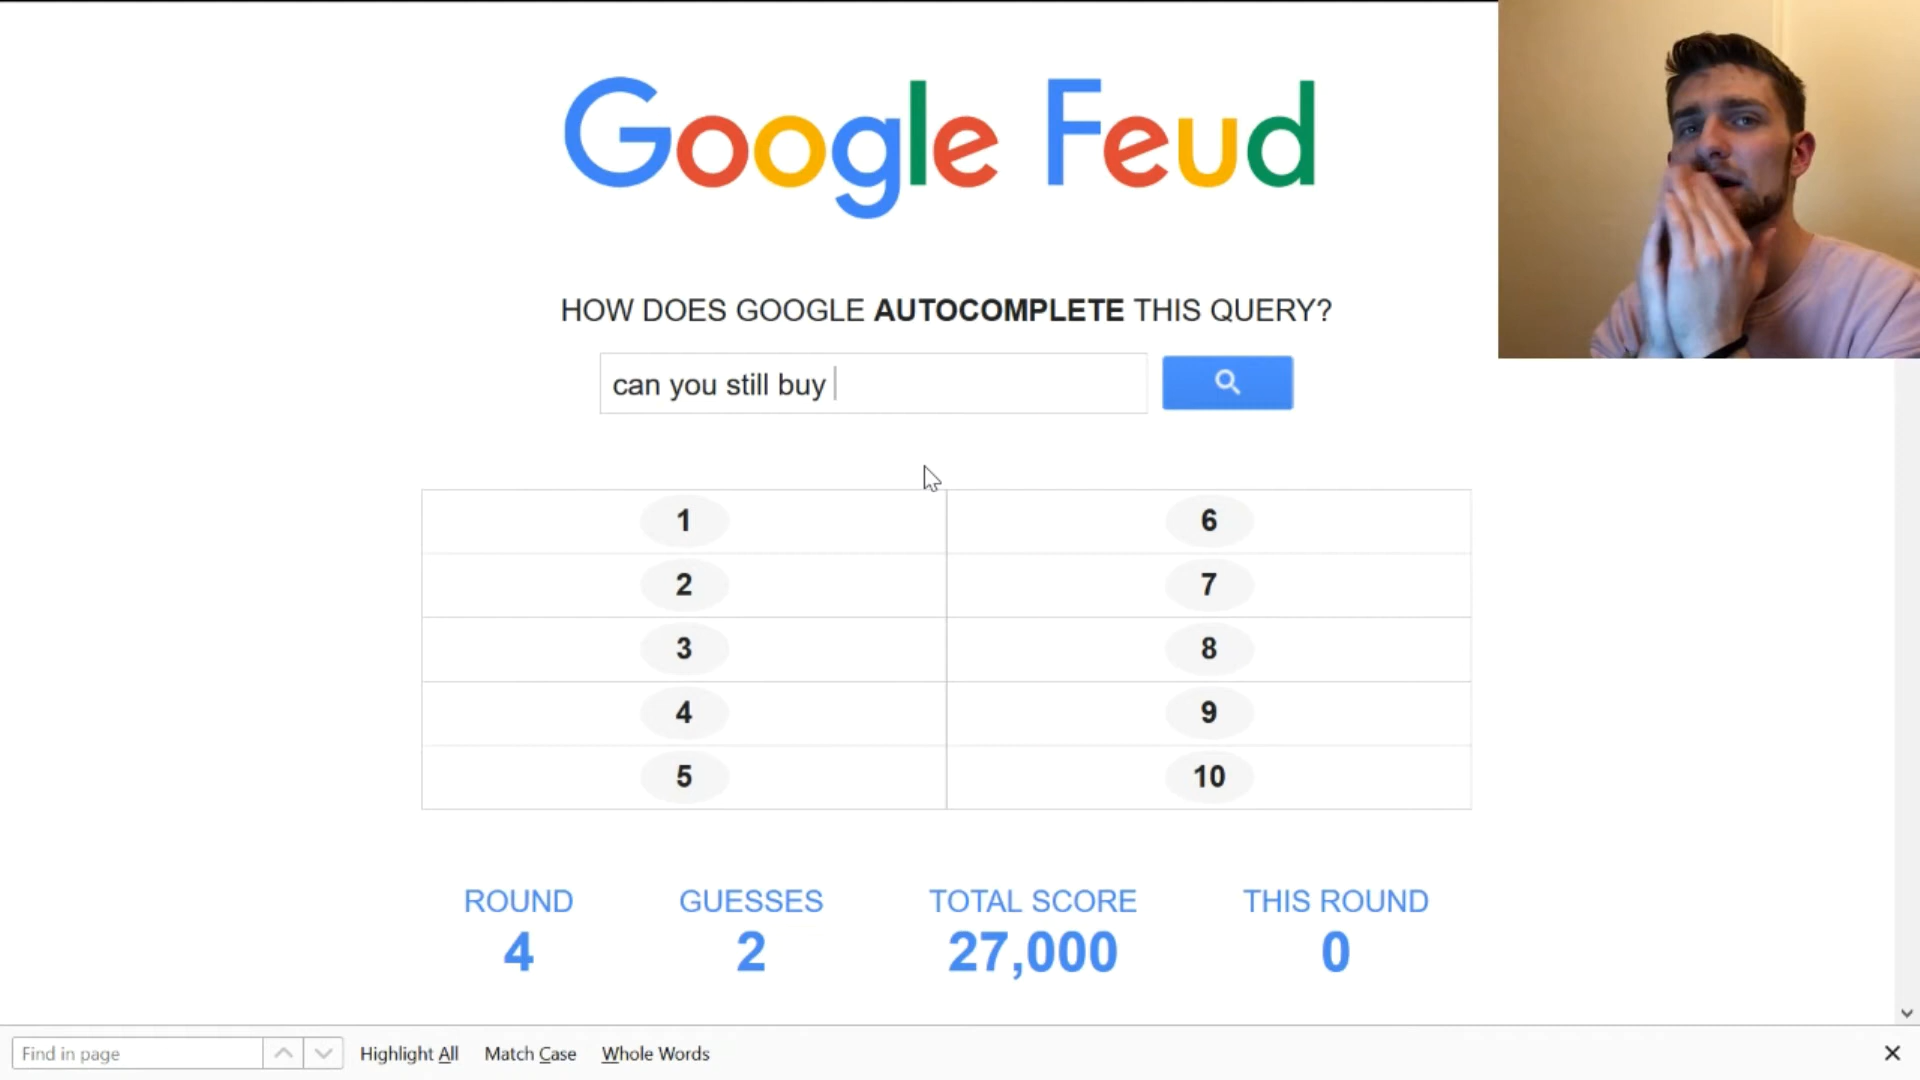 Google Feud
HOW DOES GOOGLE AUTOCOMPLETE THIS QUERY?
can you still buy
1
2
3
4
5
6
7
8
9
10
ROUND
4
GUESSES
2
TOTAL SCORE
27,000
THIS ROUND
0
Find in page
Highlight All
Match Case
Whole Words